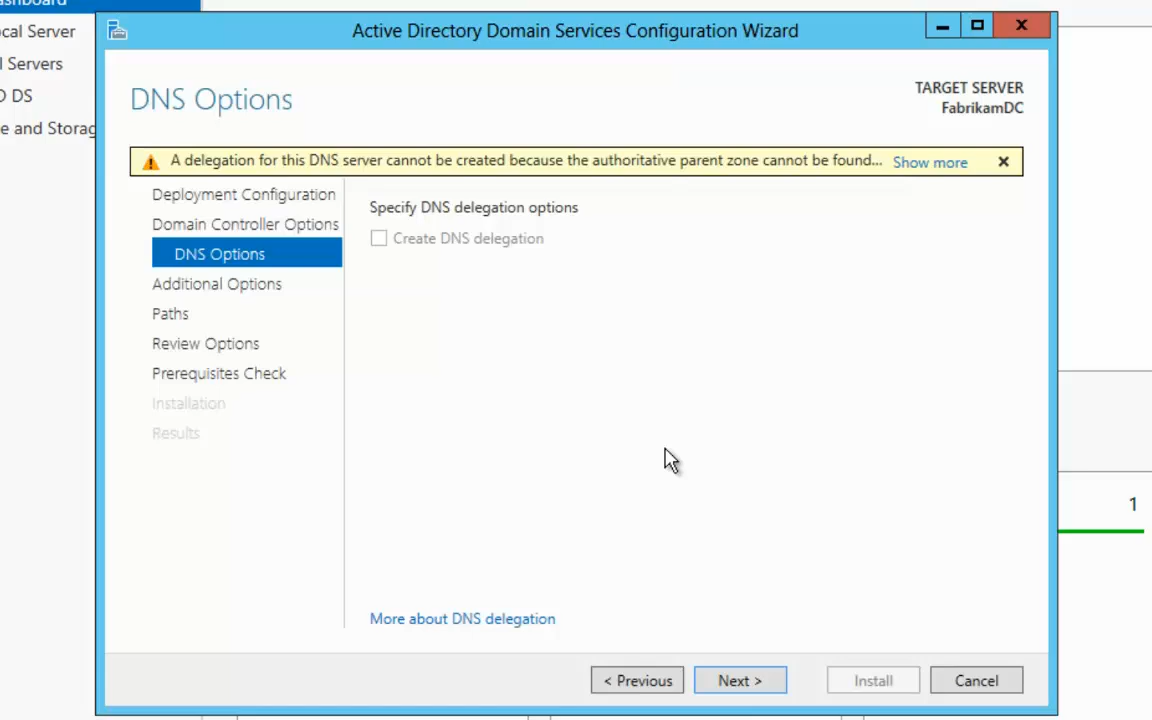 Active Directory Domain Services Configuration Wizard
cal Server
l Servers
DS
e and Storag
DNS Options
TARGET SERVER
FabrikamDC
A delegation for this DNS server cannot be created because the authoritative parent zone cannot be found... Show more
Deployment Configuration
Domain Controller Options
DNS Options
Additional Options
Paths
Review Options
Prerequisites Check
Installation
Results
Specify DNS delegation options
Create DNS delegation
1
More about DNS delegation
< Previous
Next >
Install
Cancel